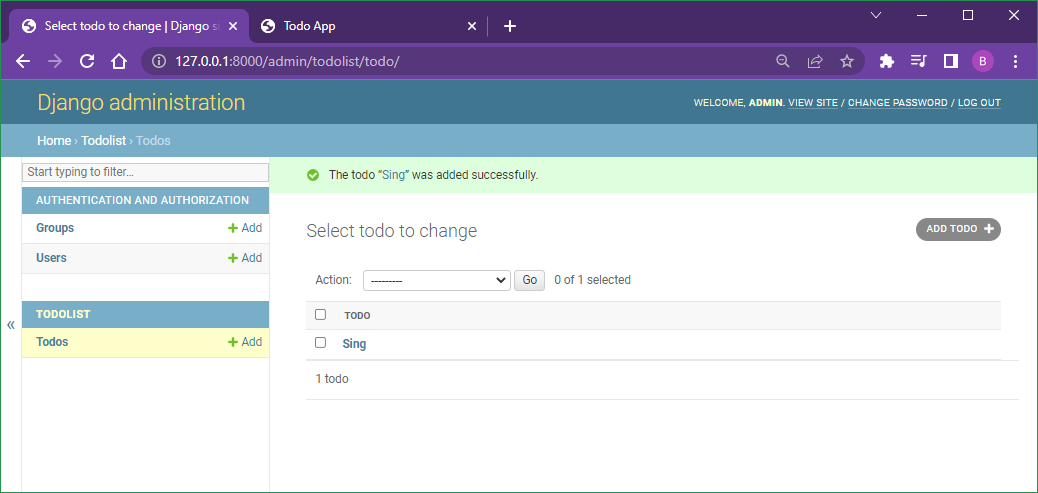 Select todo to change | Django si
Todo App
127.0.0.1:8000/admin/todolist/todo/
B
Django administration
WELCOME, ADMIN. VIEW SITE / CHANGE PASSWORD / LOG OUT
Home › Todolist › Todos
Start typing to filter...
AUTHENTICATION AND AUTHORIZATION
Groups
+ Add
Users
+ Add
TODOLIST
Todos
+ Add
«
The todo “Sing” was added successfully.
Select todo to change
ADD TODO +
Action: --------- Go 0 of 1 selected
TODO
Sing
1 todo